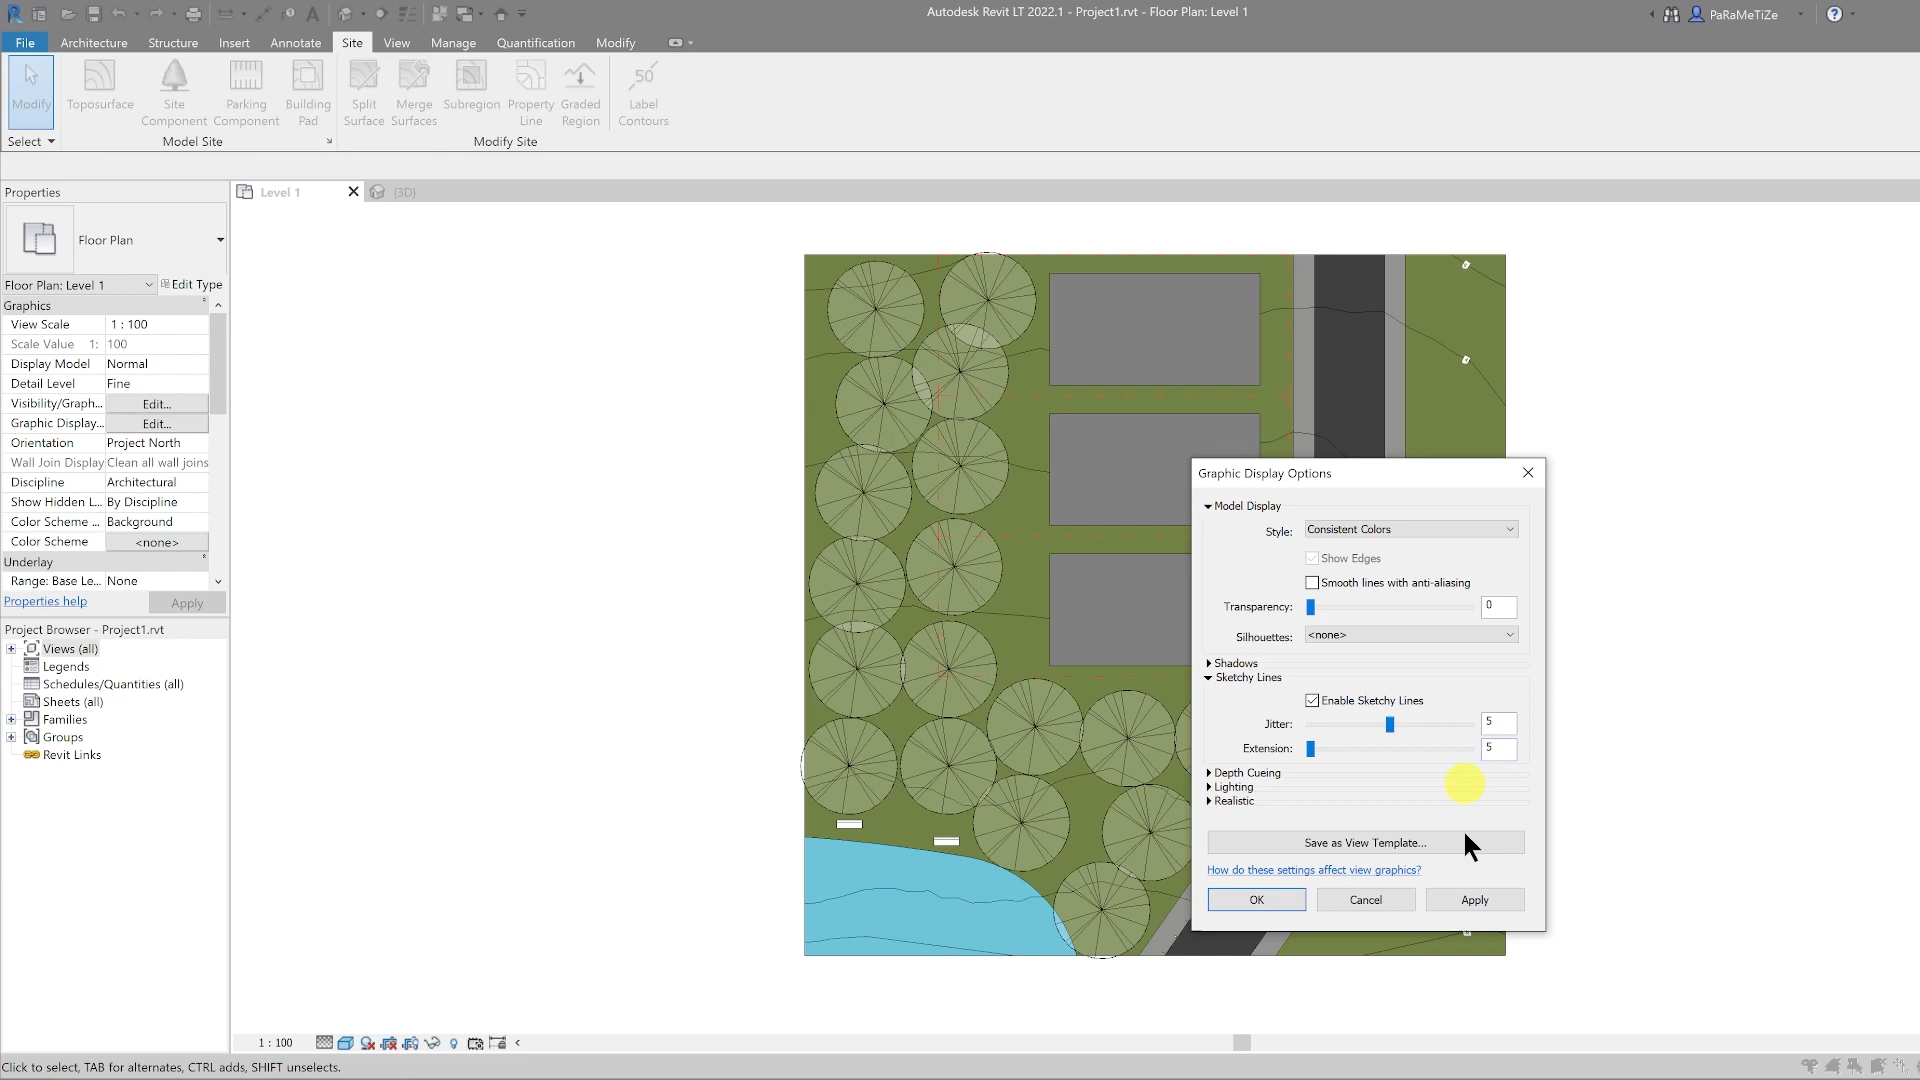 Autodesk Revit LT 2022.1 - Project1.rvt - Floor Plan: Level 1
PaRaMeTiZe
File Architecture Structure Insert Annotate Site View Manage Quantification Modify
Modify
Toposurface
Site Component
Parking Component
Building Pad
Split Surface
Merge Surfaces
Subregion
Property Line
Graded Region
50
Label Contours
Select
Model Site
Modify Site
Properties
Level 1
{3D}
Floor Plan
Floor Plan: Level 1 Edit Type
Graphics
View Scale 1 : 100
Scale Value 1: 100
Display Model Normal
Detail Level Fine
Visibility/Graph... Edit...
Graphic Display... Edit...
Orientation Project North
Wall Join Display Clean all wall joins
Discipline Architectural
Show Hidden L... By Discipline
Color Scheme ... Background
Color Scheme <none>
Underlay
Range: Base Le... None
Properties help Apply
Project Browser - Project1.rvt
Views (all)
Legends
Schedules/Quantities (all)
Sheets (all)
Families
Groups
Revit Links
Graphic Display Options
Model Display
Style: Consistent Colors
Show Edges
Smooth lines with anti-aliasing
Transparency: 0
Silhouettes: <none>
Shadows
Sketchy Lines
Enable Sketchy Lines
Jitter: 5
Extension: 5
Depth Cueing
Lighting
Realistic
Save as View Template...
How do these settings affect view graphics?
OK Cancel Apply
1 : 100
Click to select, TAB for alternates, CTRL adds, SHIFT unselects.